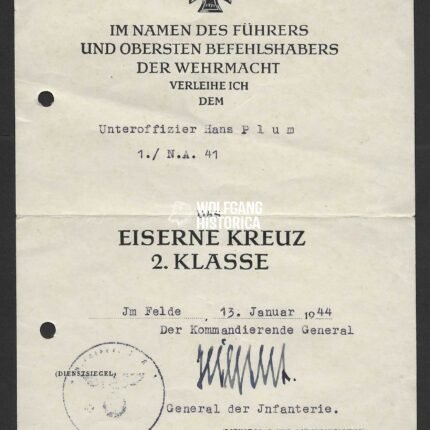 IM NAMEN DES FÜHRERS
UND OBERSTEN BEFEHLSHABERS
DER WEHRMACHT
VERLEIHE ICH
DEM
Unteroffizier Hans Plum
1./ N.A. 41
DAS
WOLFGANG
HISTORICA
EISERNE KREUZ
2. KLASSE
Jm Felde, 13. Januar 1944
Der Kommandierende General
(DIENSTSIEGEL)
General der Jnfanterie.